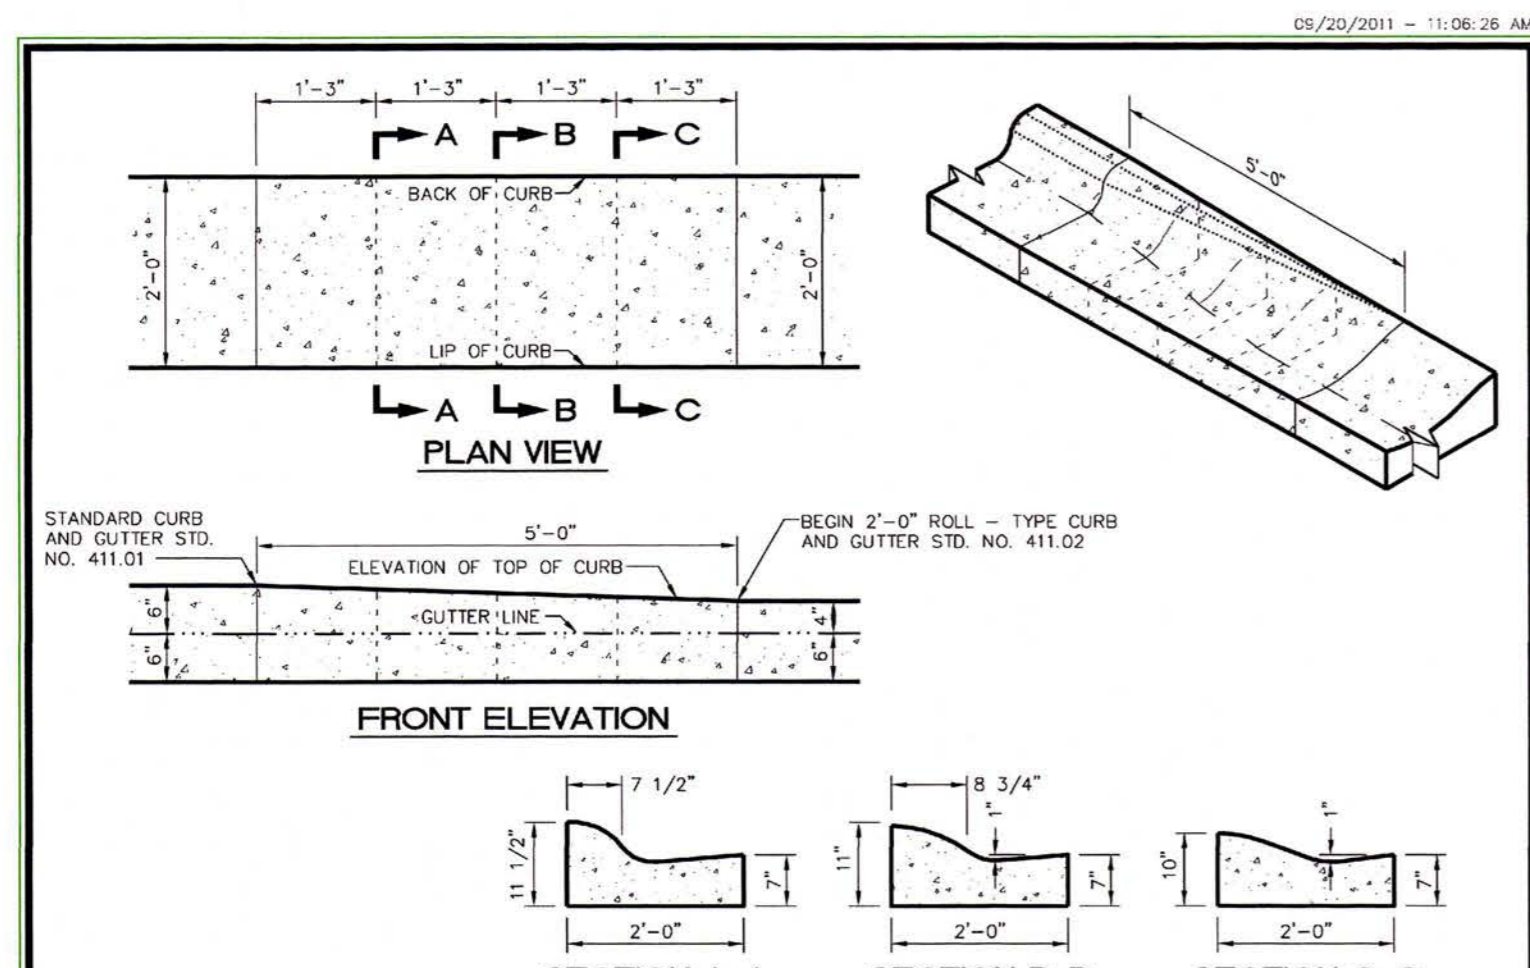 09/20/2011 - 11:06:26 AM
1'-3" 1'-3" 1'-3" 1'-3"
A B C
BACK OF CURB
2'-0" 2'-0"
LIP OF CURB
A B C
PLAN VIEW
5'-0"
STANDARD CURB
AND GUTTER STD.
NO. 411.01
5'-0"
BEGIN 2'-0" ROLL - TYPE CURB
AND GUTTER STD. NO. 411.02
ELEVATION OF TOP OF CURB
6" GUTTER LINE 4"
6" 6"
FRONT ELEVATION
7 1/2" 8 3/4"
1" 1"
11 1/2" 7" 11" 7" 10" 7"
2'-0" 2'-0" 2'-0"